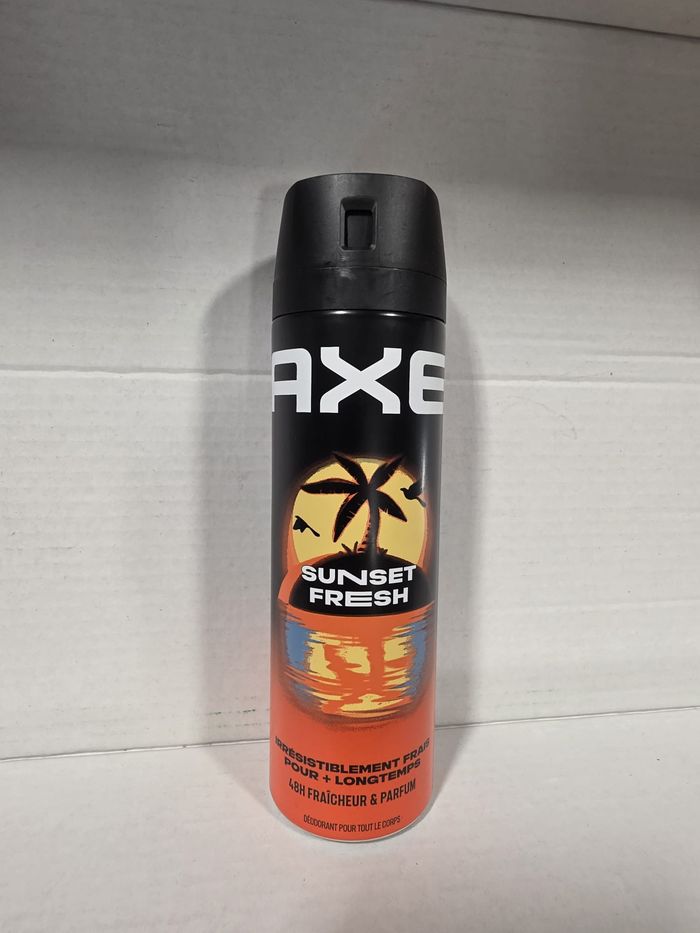 AXE
SUNSET
FRESH
IRRÉSISTIBLEMENT FRAIS
POUR + LONGTEMPS
48H FRAÎCHEUR & PARFUM
DÉODORANT POUR TOUT LE CORPS